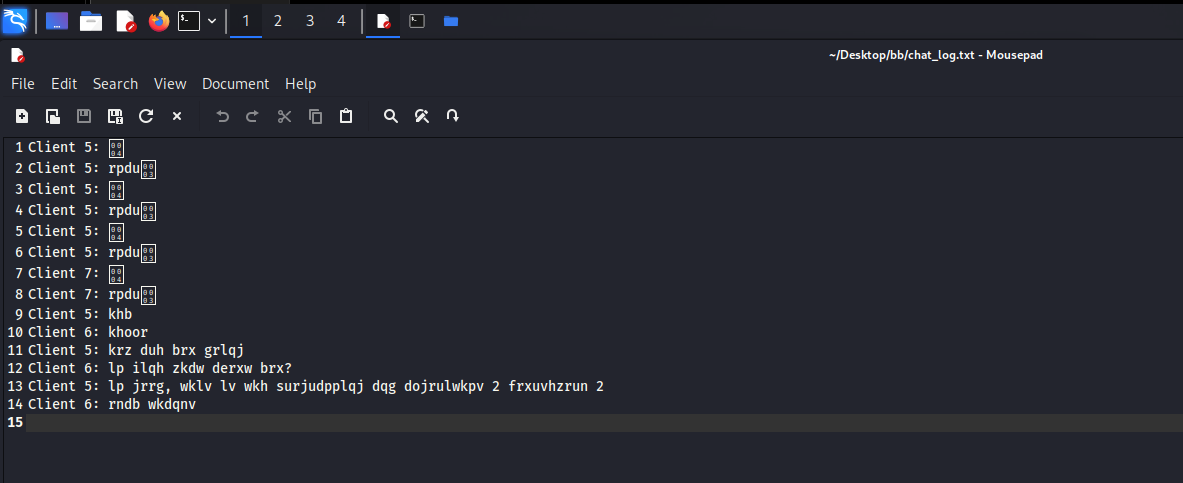 1 2 3 4
~/Desktop/bb/chat_log.txt - Mousepad
File Edit Search View Document Help
1 Client 5: 
2 Client 5: rpdu
3 Client 5: 
4 Client 5: rpdu
5 Client 5: 
6 Client 5: rpdu
7 Client 7: 
8 Client 7: rpdu
9 Client 5: khb
10 Client 6: khoor
11 Client 5: krz duh brx grlqj
12 Client 6: lp ilqh zkdw derxw brx?
13 Client 5: lp jrrg, wklv lv wkh surjudpplqj dqg dojrulwkpv 2 frxuvhzrun 2
14 Client 6: rndb wkdqnv
15